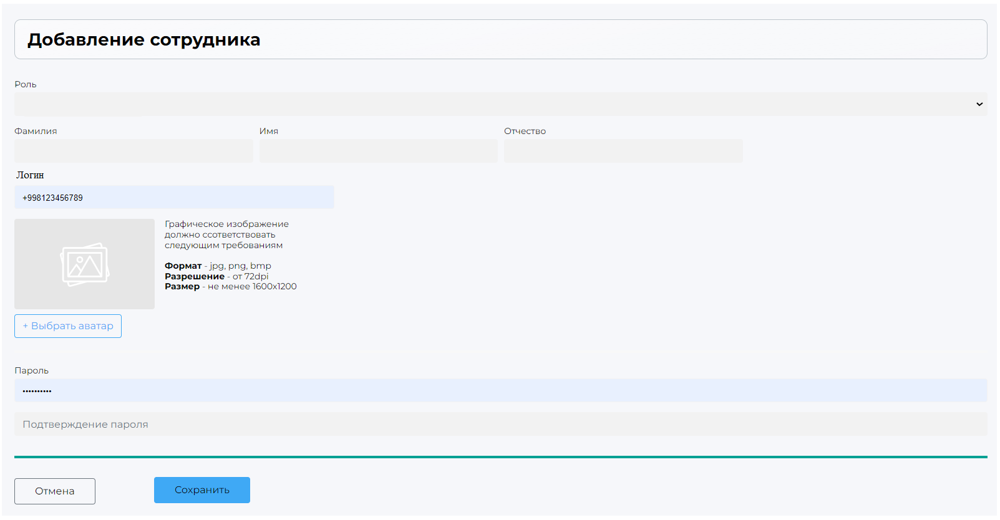 Добавление сотрудника
Роль
Фамилия Имя Отчество
Логин
+998123456789
Графическое изображение
должно ссответствовать
следующим требованиям
Формат - jpg, png, bmp
Разрешение - от 72dpi
Размер - не менее 1600x1200
+ Выбрать аватар
Пароль
••••••••••
Подтверждение пароля
Отмена Сохранить